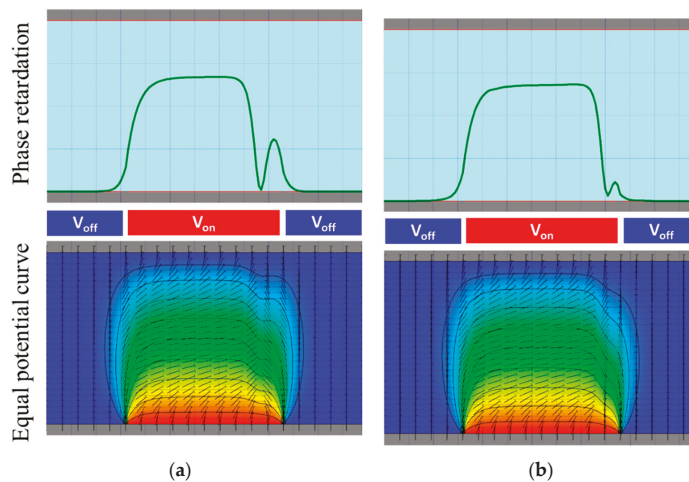 Phase retardation
Voff
Von
Voff
Voff
Von
Voff
Equal potential curve
(a)
(b)